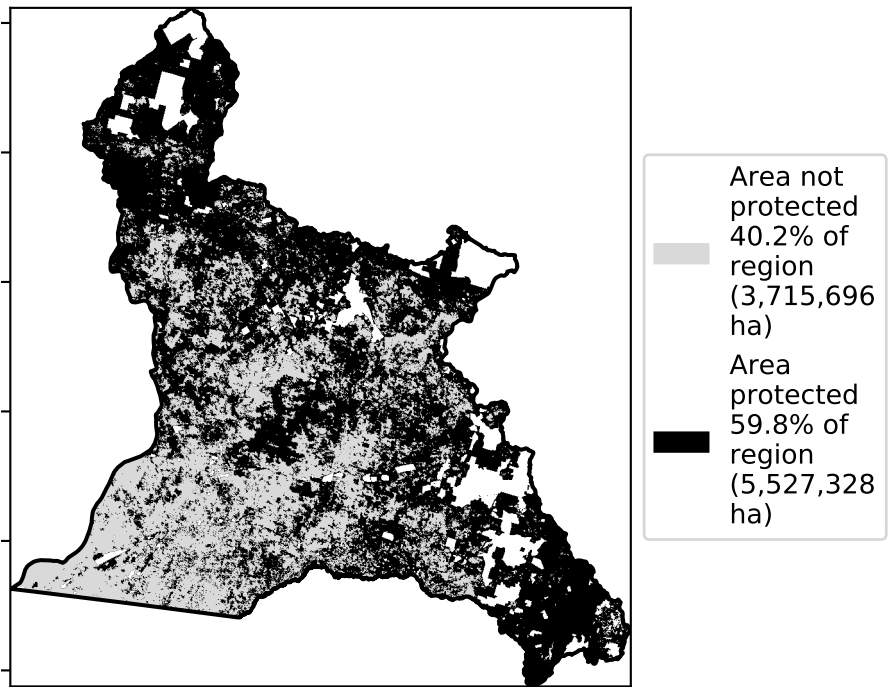 Area not
protected
40.2% of
region
(3,715,696
ha)
Area
protected
59.8% of
region
(5,527,328
ha)